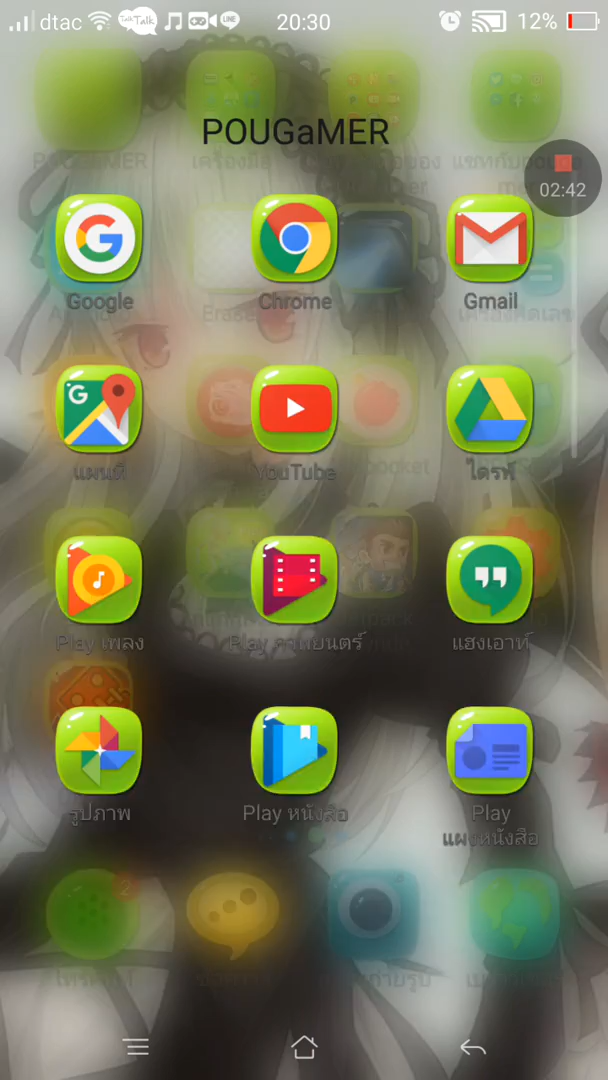 dtac TalkTalk LINE 20:30 12%
POUGaMER
02:42
Google Chrome Gmail
แผนที่ YouTube ไดรฟ์
Play เพลง Play ภาพยนตร์ แฮงเอาท์
รูปภาพ Play หนังสือ Play
แผงหนังสือ